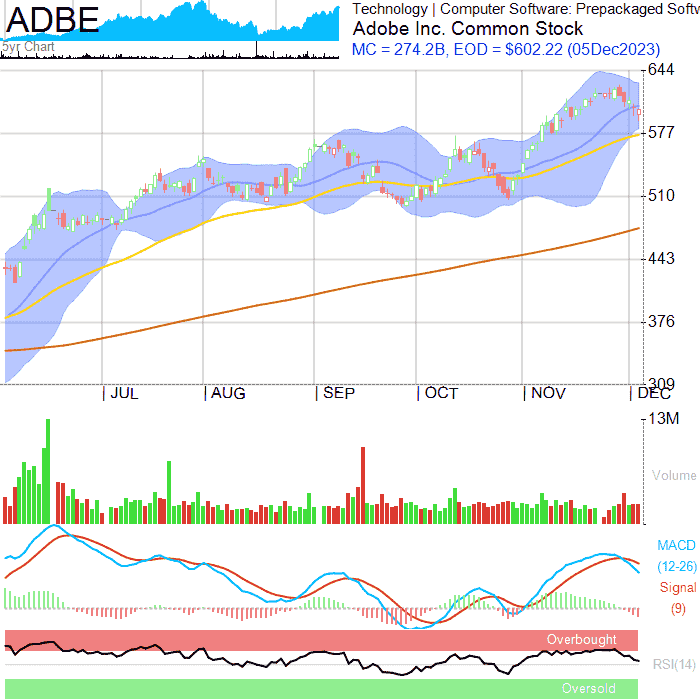 ADBE
5yr Chart
Technology | Computer Software: Prepackaged Softw
Adobe Inc. Common Stock
MC = 274.2B, EOD = $602.22 (05Dec2023)
644
577
510
443
376
309
JUL AUG SEP OCT NOV DEC
13M
Volume
MACD
(12-26)
Signal
(9)
Overbought
RSI(14)
Oversold